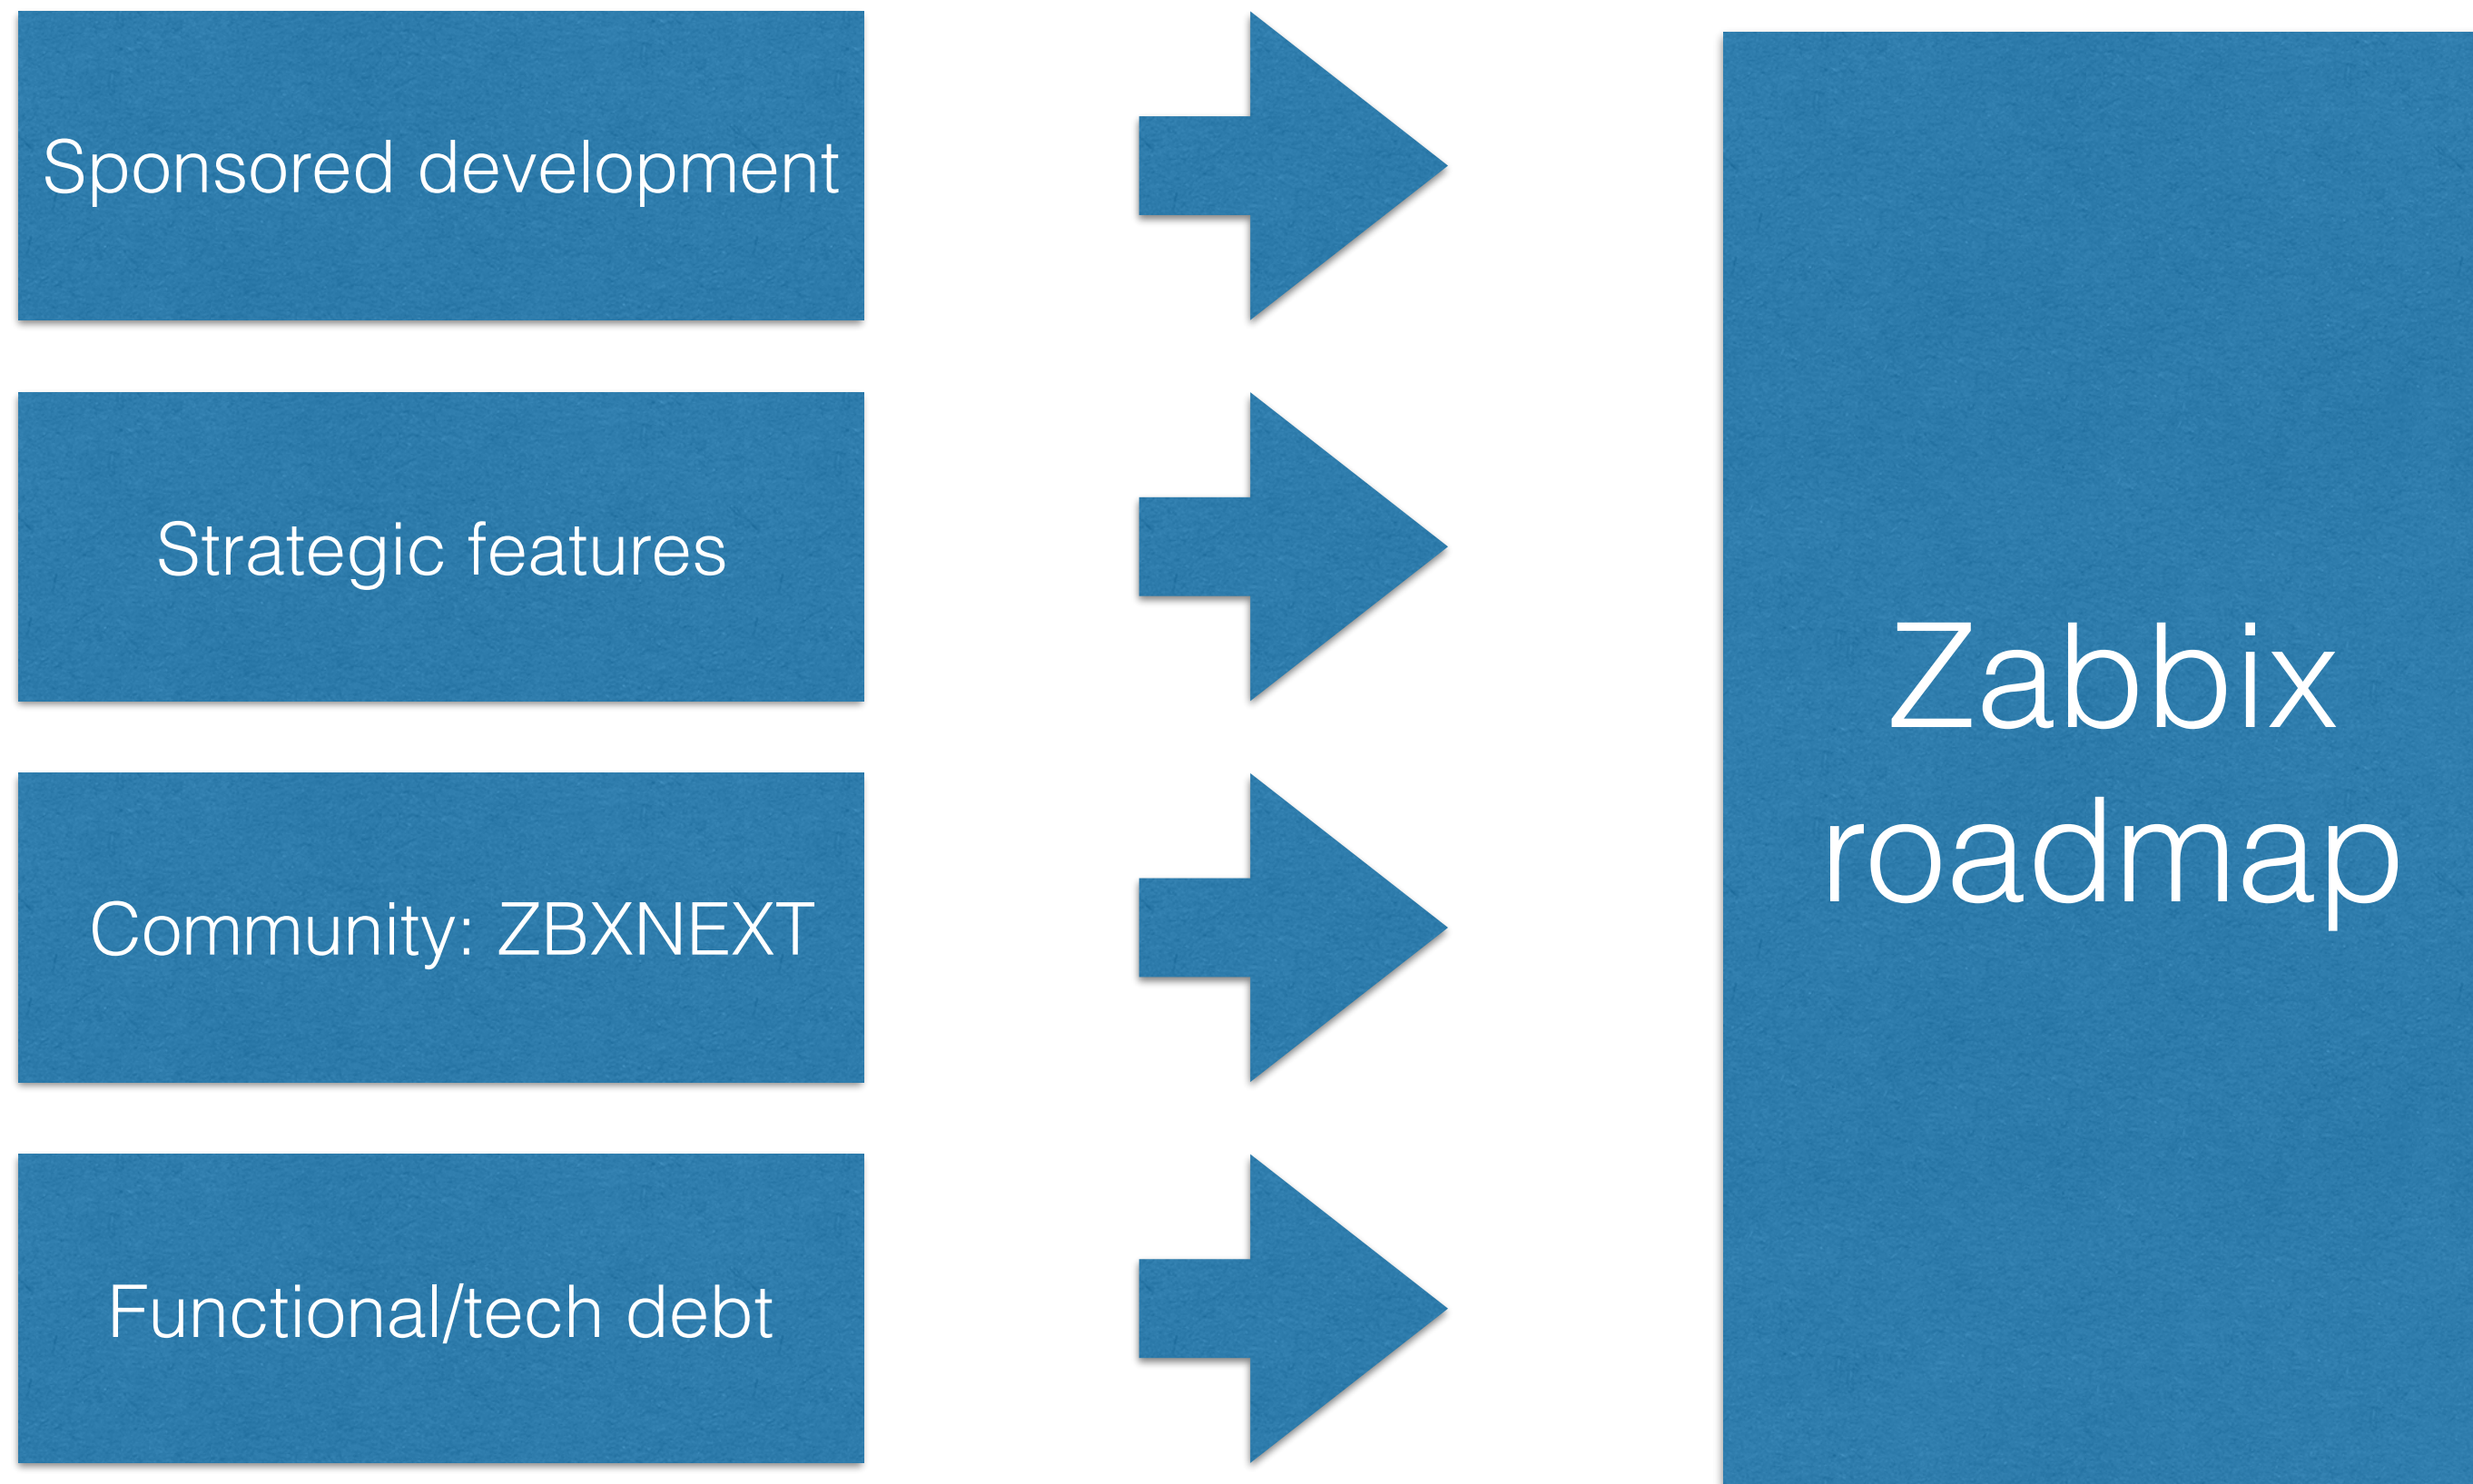 Sponsored development
Strategic features
Community: ZBXNEXT
Functional/tech debt
Zabbix
roadmap